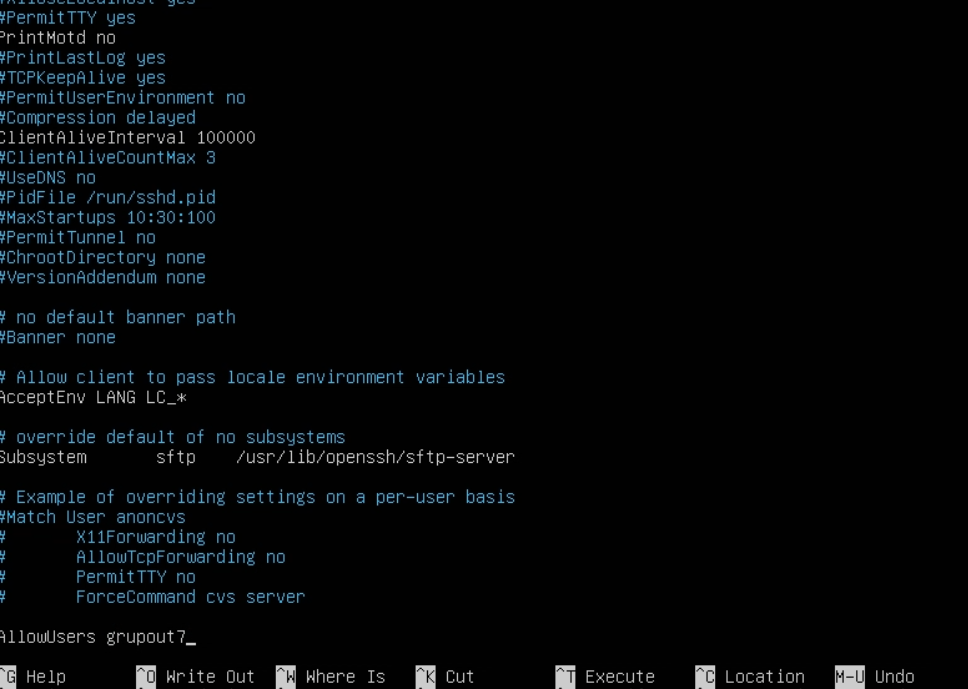 #PermitTTY yes
PrintMotd no
#PrintLastLog yes
#TCPKeepAlive yes
#PermitUserEnvironment no
#Compression delayed
ClientAliveInterval 100000
#ClientAliveCountMax 3
#UseDNS no
#PidFile /run/sshd.pid
#MaxStartups 10:30:100
#PermitTunnel no
#ChrootDirectory none
#VersionAddendum none
# no default banner path
#Banner none
# Allow client to pass locale environment variables
AcceptEnv LANG LC_*
# override default of no subsystems
Subsystem sftp /usr/lib/openssh/sftp-server
# Example of overriding settings on a per-user basis
#Match User anoncvs
# X11Forwarding no
# AllowTcpForwarding no
# PermitTTY no
# ForceCommand cvs server
AllowUsers grupout7_
^G Help ^O Write Out ^W Where Is ^K Cut ^T Execute ^C Location M-U Undo